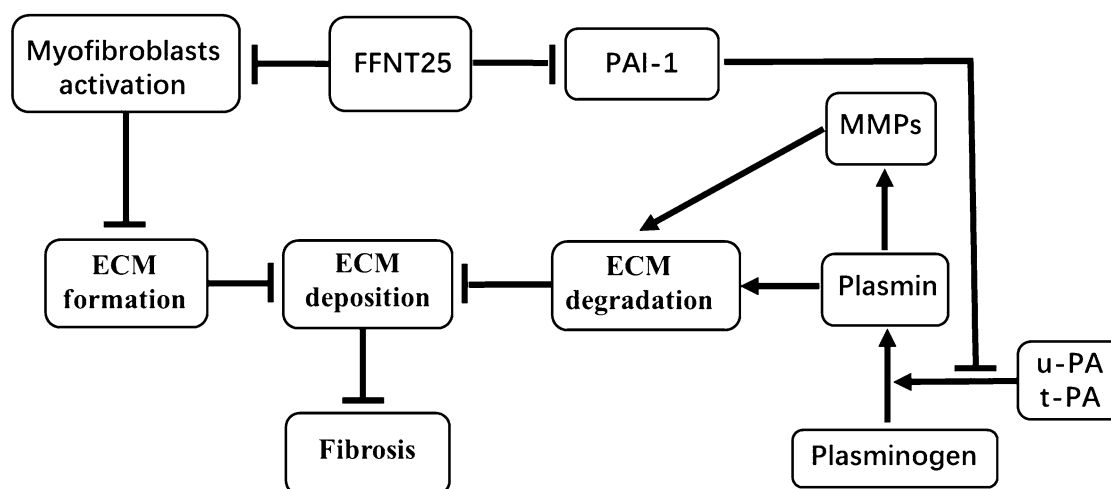 Myofibroblasts
activation
FFNT25
PAI-1
MMPs
ECM
formation
ECM
deposition
ECM
degradation
Plasmin
u-PA
t-PA
Fibrosis
Plasminogen